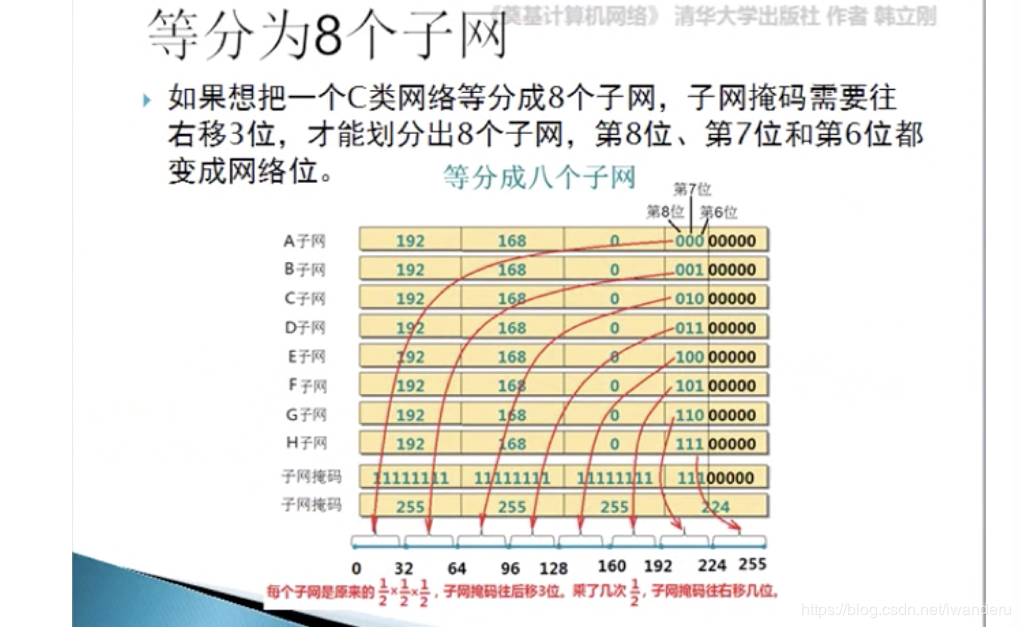 《奠基计算机网络》 清华大学出版社 作者 韩立刚
等分为8个子网
如果想把一个C类网络等分成8个子网，子网掩码需要往
右移3位，才能划分出8个子网，第8位、第7位和第6位都
变成网络位。
等分成八个子网
第7位
第8位 第6位
A子网 192 168 0 000 00000
B子网 192 168 0 001 00000
C子网 192 168 0 010 00000
D子网 192 168 0 011 00000
E子网 192 168 0 100 00000
F子网 192 168 0 101 00000
G子网 192 168 0 110 00000
H子网 192 168 0 111 00000
子网掩码 11111111 11111111 11111111 11100000
子网掩码 255 255 255 224
0 32 64 96 128 160 192 224 255
每个子网是原来的 1/2×1/2×1/2，子网掩码往后移3位。乘了几次 1/2，子网掩码往右移几位。
https://blog.csdn.net/iwanderu